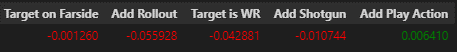 Target on Farside Add Rollout Target is WR Add Shotgun Add Play Action
-0.001260 -0.055928 -0.042881 -0.010744 0.006410